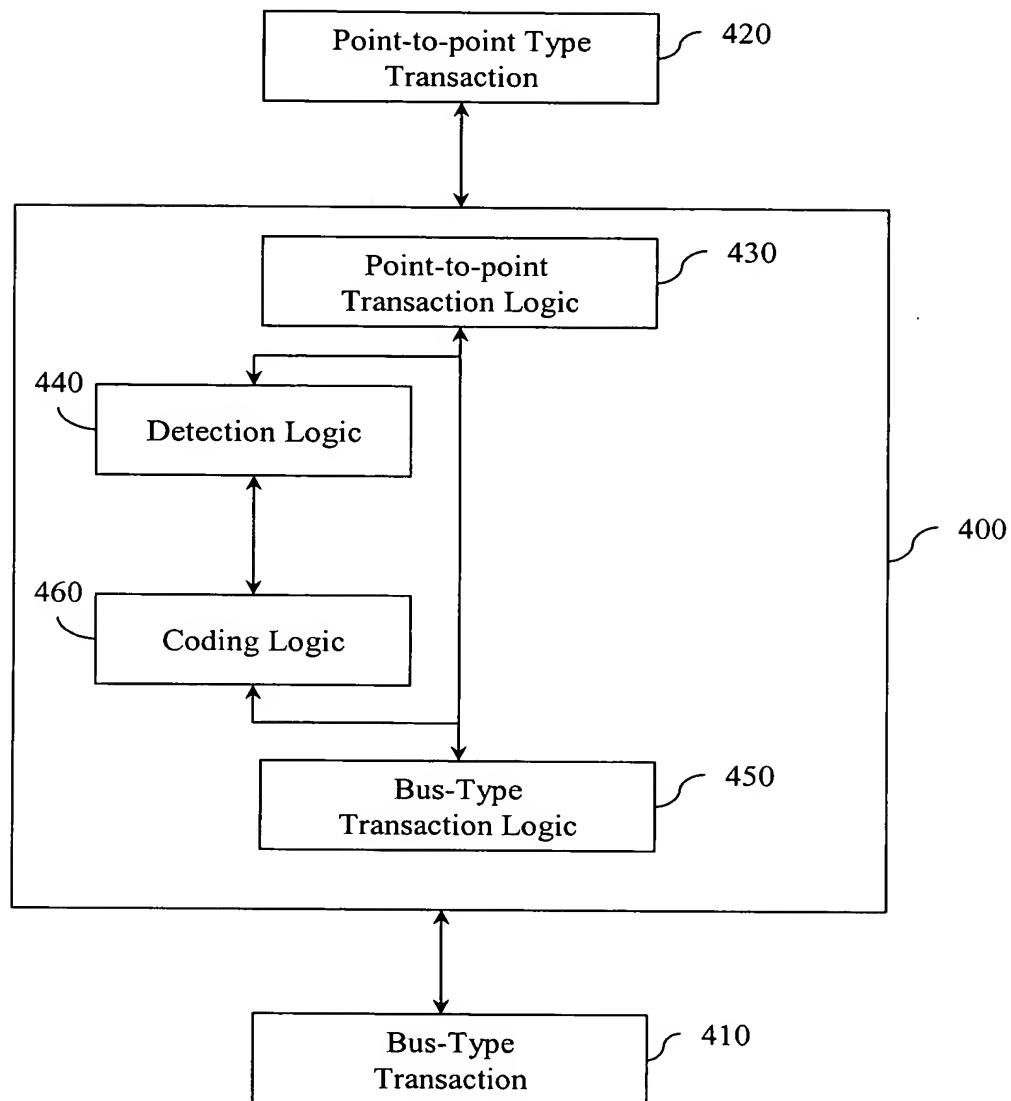 Point-to-point Type
Transaction
420
Point-to-point
Transaction Logic
430
440
Detection Logic
400
460
Coding Logic
Bus-Type
Transaction Logic
450
Bus-Type
Transaction
410